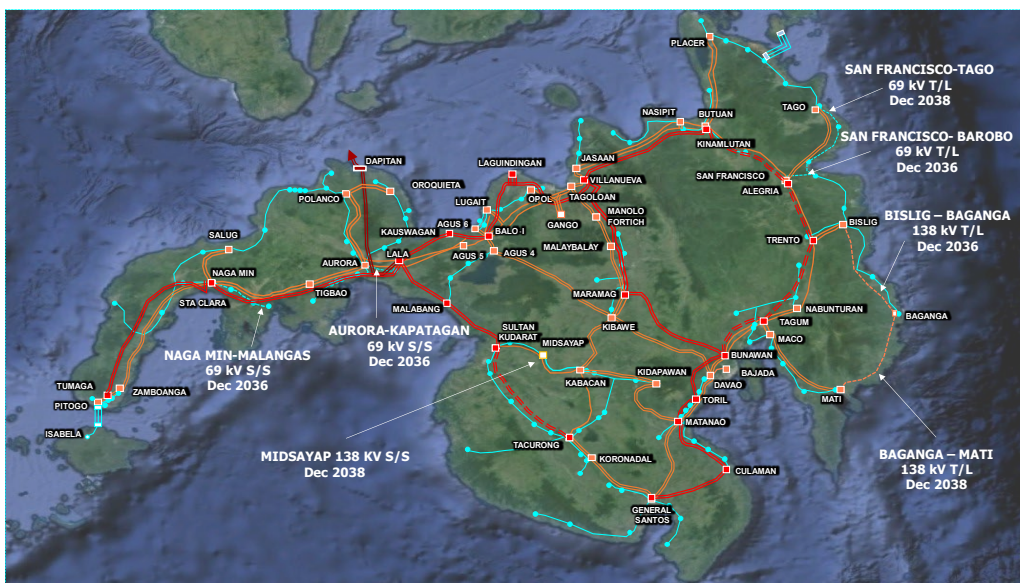 PLACER
SAN FRANCISCO-TAGO
69 kV T/L
Dec 2038
TAGO
NASIPIT
BUTUAN
KINAMLUTAN
SAN FRANCISCO- BAROBO
69 kV T/L
Dec 2036
DAPITAN
LAGUINDINGAN
JASAAN
VILLANUEVA
SAN FRANCISCO
ALEGRIA
OROQUIETA
POLANCO
LUGAIT
OPOL
TAGOLOAN
MANOLO
FORTICH
GANGO
KAUSWAGAN
AGUS 6
BALO-I
BISLIG
BISLIG – BAGANGA
138 kV T/L
Dec 2036
SALUG
AURORA
LALA
AGUS 5
AGUS 4
MALAYBALAY
TRENTO
NAGA MIN
STA CLARA
TIGBAO
MALABANG
MARAMAG
NABUNTURAN
BAGANGA
KIBAWE
TAGUM
MACO
AURORA-KAPATAGAN
69 kV S/S
Dec 2036
SULTAN
KUDARAT
MIDSAYAP
NAGA MIN-MALANGAS
69 kV S/S
Dec 2036
BUNAWAN
BAJADA
TUMAGA
ZAMBOANGA
PITOGO
KABACAN
KIDAPAWAN
DAVAO
MATI
TORIL
ISABELA
MATANAO
MIDSAYAP 138 KV S/S
Dec 2038
TACURONG
KORONADAL
CULAMAN
BAGANGA – MATI
138 kV T/L
Dec 2038
GENERAL
SANTOS